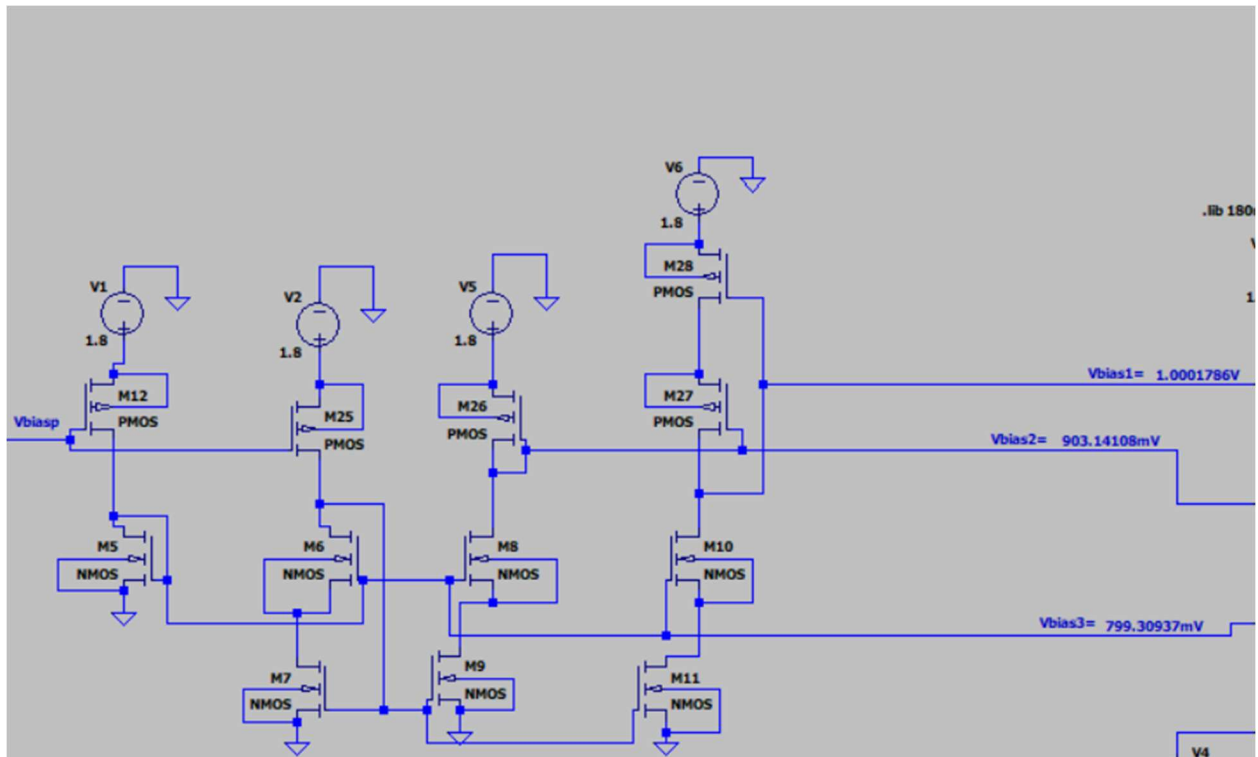 V6
1.8
.lib 180
M28
PMOS
V1
1.8
V2
1.8
V5
1.8
1
Vbias1= 1.0001786V
M12
PMOS
M25
PMOS
M26
PMOS
M27
PMOS
Vbiasp
Vbias2= 903.14108mV
M5
NMOS
M6
NMOS
M8
NMOS
M10
NMOS
Vbias3= 799.30937mV
M7
NMOS
M9
NMOS
M11
NMOS
V4